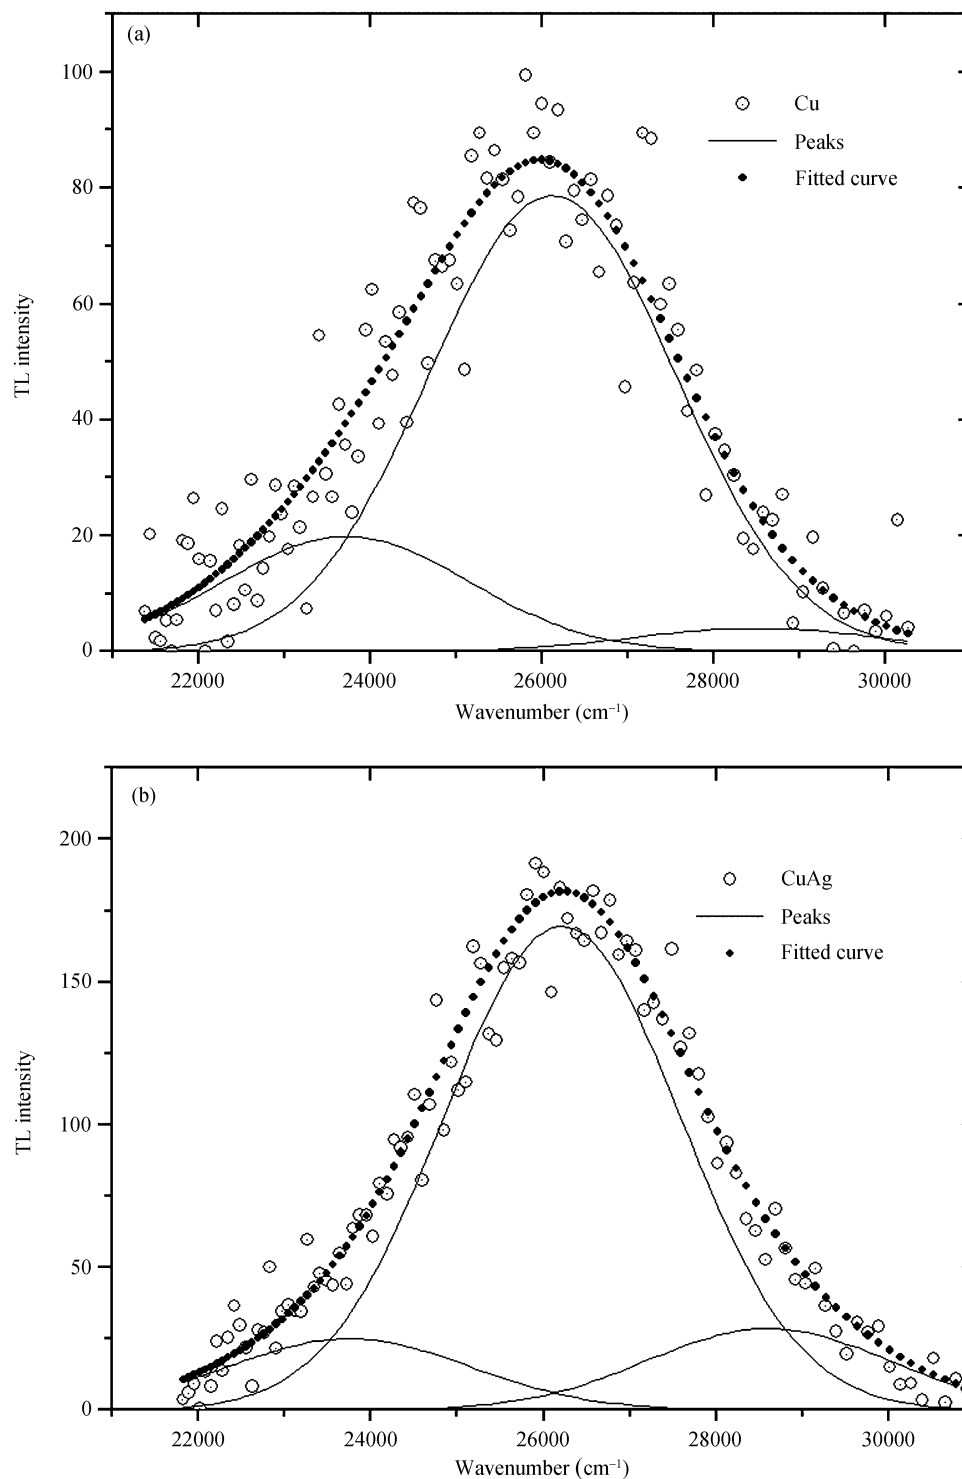 (a)
100
Cu
Peaks
80
Fitted curve
60
TL intensity
40
20
0
22000 24000 26000 28000 30000
Wavenumber (cm⁻¹)
(b)
200
CuAg
Peaks
Fitted curve
150
TL intensity
100
50
0
22000 24000 26000 28000 30000
Wavenumber (cm⁻¹)